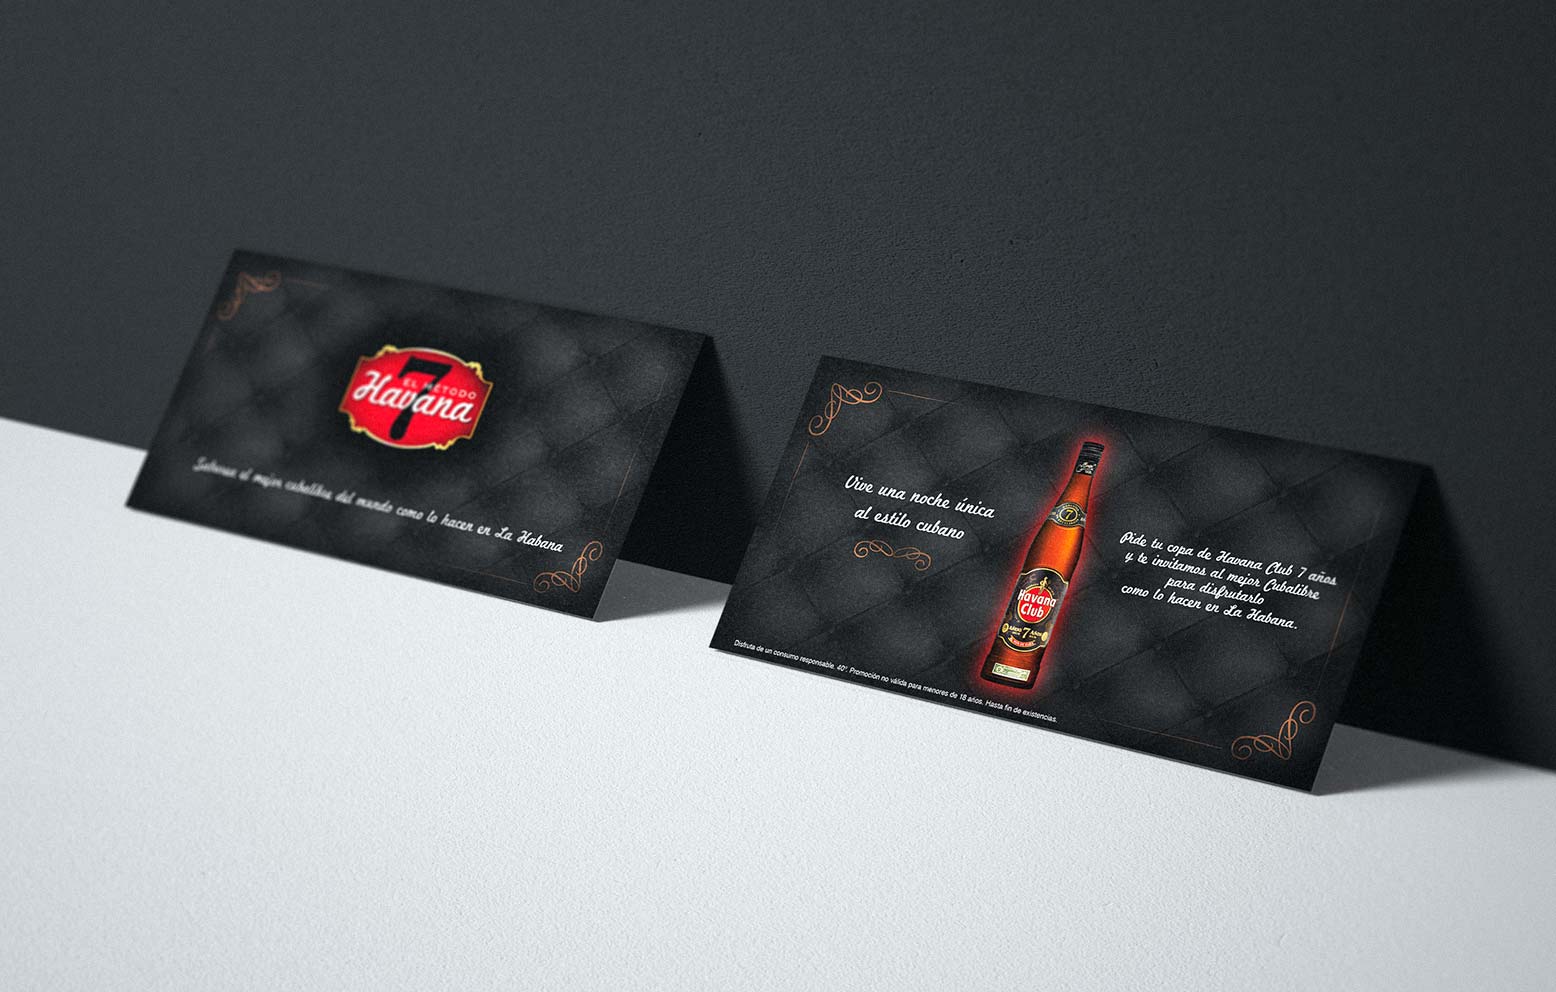 EL METODO
7
Havana
Saborea el mejor cubalibre del mundo como lo hacen en La Habana
Vive una noche única
al estilo cubano
7
Havana
Club
AÑEJO 7 AÑOS
Pide tu copa de Havana Club 7 años
y te invitamos al mejor Cubalibre
para disfrutarlo
como lo hacen en La Habana.
Disfruta de un consumo responsable. 40º. Promoción no válida para menores de 18 años. Hasta fin de existencias.